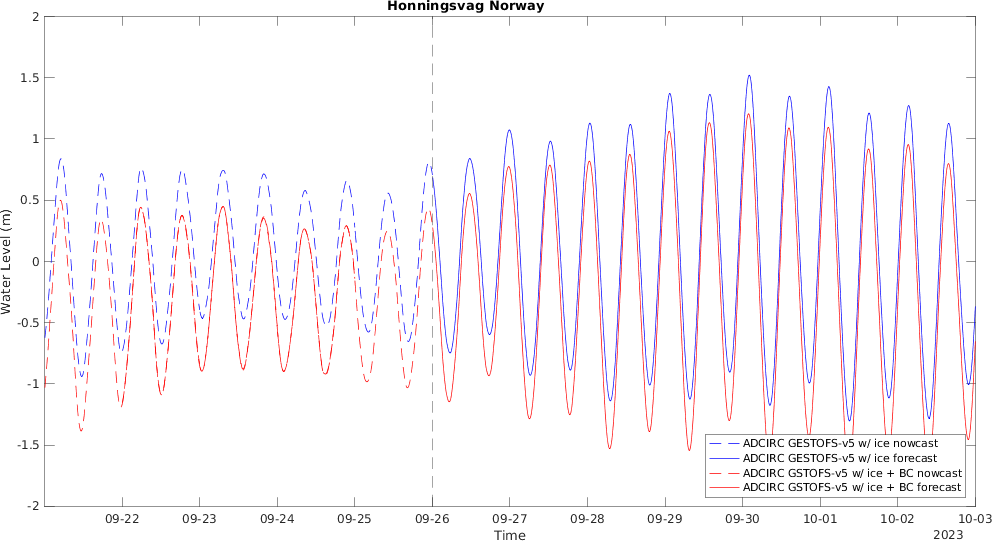 Honningsvag Norway
2
1.5
1
0.5
0
-0.5
-1
-1.5
-2
Water Level (m)
09-22 09-23 09-24 09-25 09-26 09-27 09-28 09-29 09-30 10-01 10-02 10-03
Time
2023
ADCIRC GESTOFS-v5 w/ ice nowcast
ADCIRC GESTOFS-v5 w/ ice forecast
ADCIRC GSTOFS-v5 w/ ice + BC nowcast
ADCIRC GSTOFS-v5 w/ ice + BC forecast